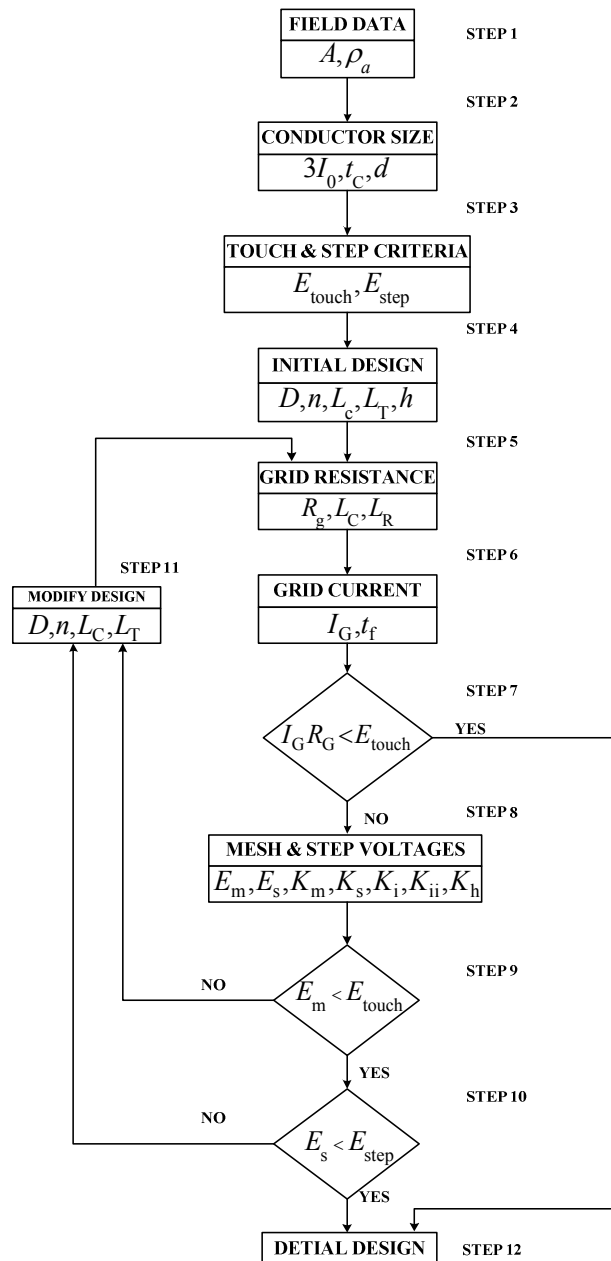 FIELD DATA
STEP 1
A,ρa
STEP 2
CONDUCTOR SIZE
3I0,tC,d
STEP 3
TOUCH & STEP CRITERIA
Etouch,Estep
STEP 4
INITIAL DESIGN
D,n,Lc,LT,h
STEP 5
GRID RESISTANCE
Rg,LC,LR
STEP 6
STEP 11
MODIFY DESIGN
D,n,LC,LT
GRID CURRENT
IG,tf
STEP 7
IGRG<Etouch
YES
NO
STEP 8
MESH & STEP VOLTAGES
Em,Es,Km,Ks,Ki,Kii,Kh
STEP 9
NO
Em<Etouch
YES
STEP 10
NO
Es<Estep
YES
DETIAL DESIGN
STEP 12